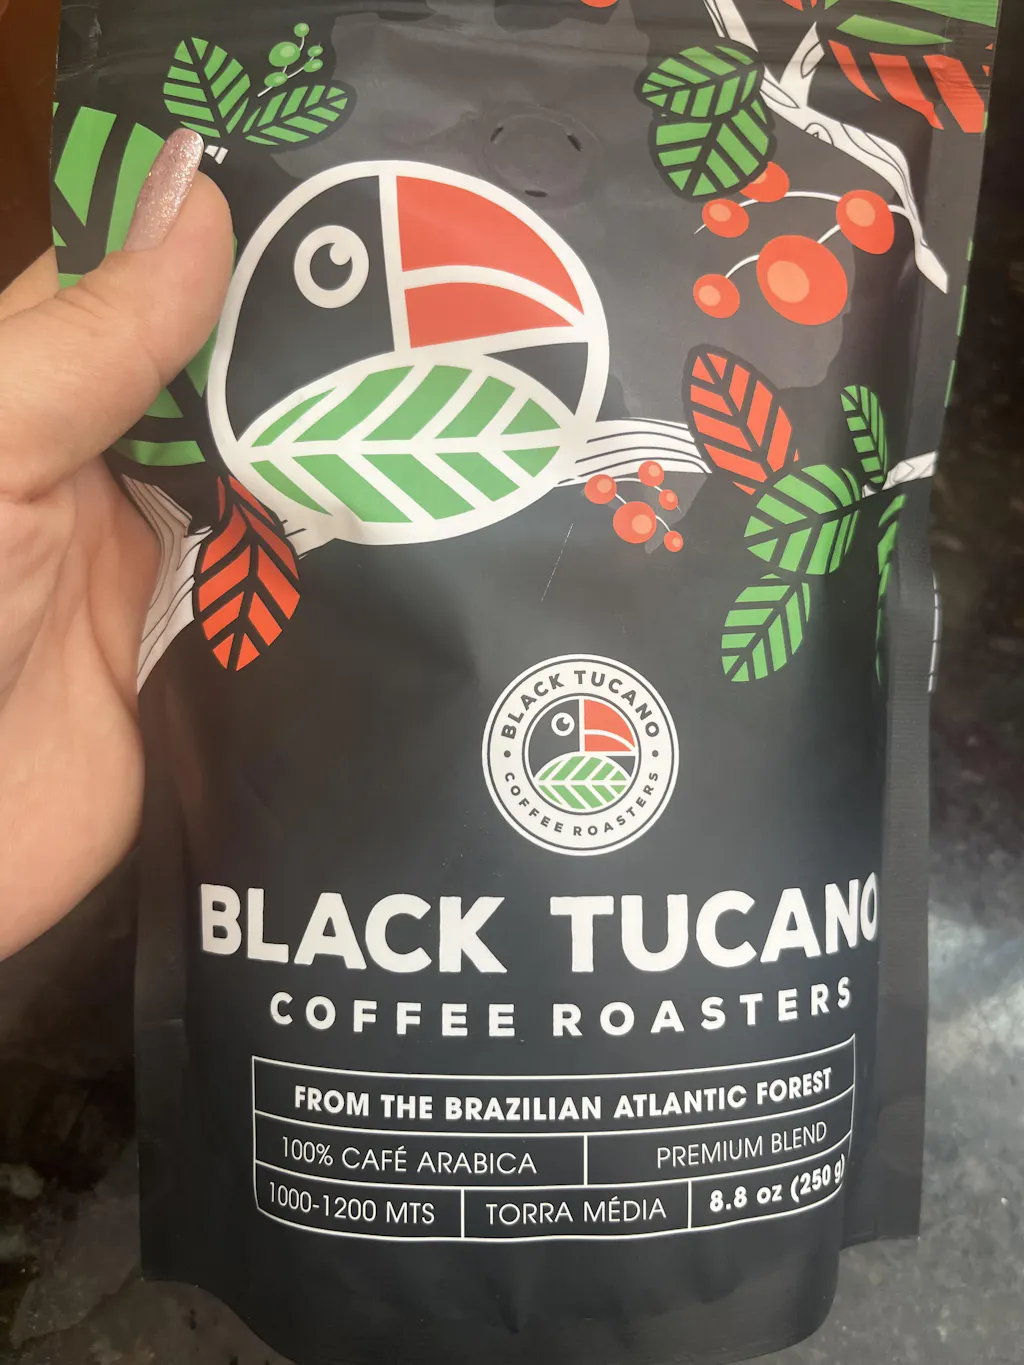 BLACK TUCANO
COFFEE ROASTERS
BLACK TUCANO
COFFEE ROASTERS
FROM THE BRAZILIAN ATLANTIC FOREST
100% CAFÉ ARABICA
PREMIUM BLEND
1000-1200 MTS
TORRA MÉDIA
8.8 oz (250 g)